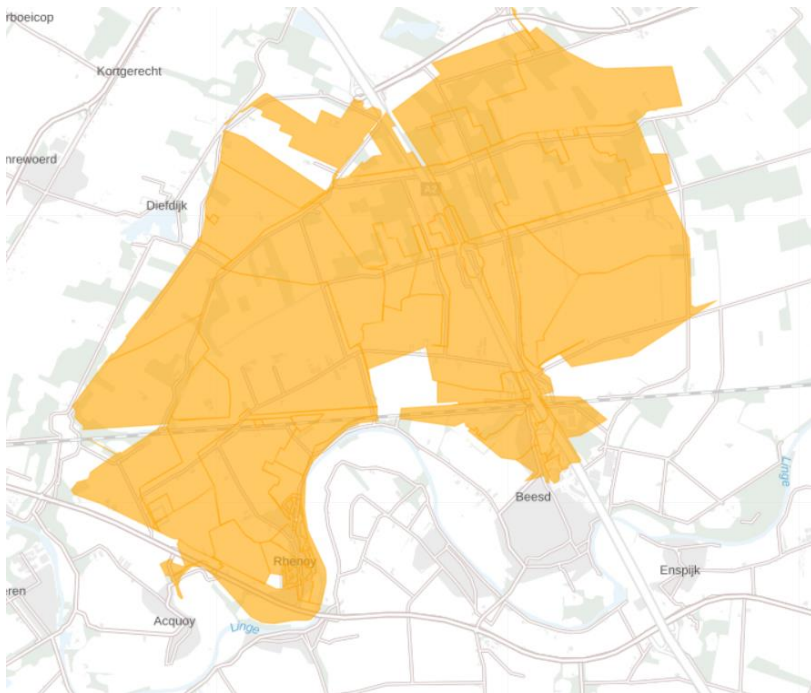 rboeicop
Kortgerecht
nrewoerd
Diefdijk
A2
Linge
Beesd
Rhenoy
Enspijk
eren
Acquoy
Linge